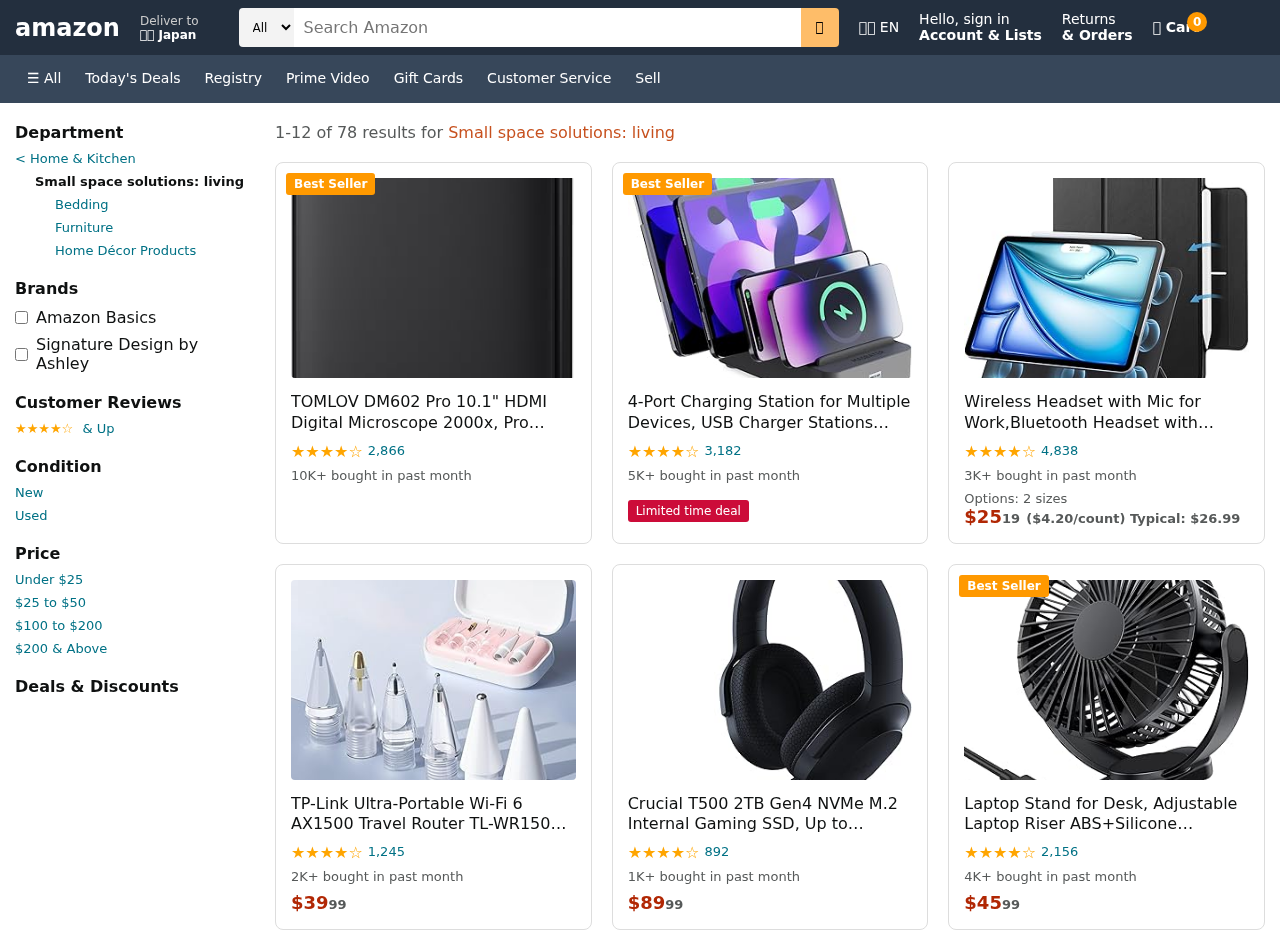 amazon
Deliver to
Japan
All
Search Amazon
EN
Hello, sign in
Account & Lists
Returns
& Orders
0
☰ All
Today's Deals
Registry
Prime Video
Gift Cards
Customer Service
Sell
Department
< Home & Kitchen
Small space solutions: living
Bedding
Furniture
Home Décor Products
Brands
Amazon Basics
Signature Design by
Ashley
Customer Reviews
★★★★☆ & Up
Condition
New
Used
Price
Under $25
$25 to $50
$100 to $200
$200 & Above
Deals & Discounts
1-12 of 78 results for Small space solutions: living
Best Seller
TOMLOV DM602 Pro 10.1" HDMI
Digital Microscope 2000x, Pro…
★★★★☆ 2,866
10K+ bought in past month
Best Seller
4-Port Charging Station for Multiple
Devices, USB Charger Stations…
★★★★☆ 3,182
5K+ bought in past month
Limited time deal
Wireless Headset with Mic for
Work,Bluetooth Headset with…
★★★★☆ 4,838
3K+ bought in past month
Options: 2 sizes
$25 19 ($4.20/count) Typical: $26.99
TP-Link Ultra-Portable Wi-Fi 6
AX1500 Travel Router TL-WR150…
★★★★☆ 1,245
2K+ bought in past month
$39 99
Crucial T500 2TB Gen4 NVMe M.2
Internal Gaming SSD, Up to…
★★★★☆ 892
1K+ bought in past month
$89 99
Best Seller
Laptop Stand for Desk, Adjustable
Laptop Riser ABS+Silicone…
★★★★☆ 2,156
4K+ bought in past month
$45 99